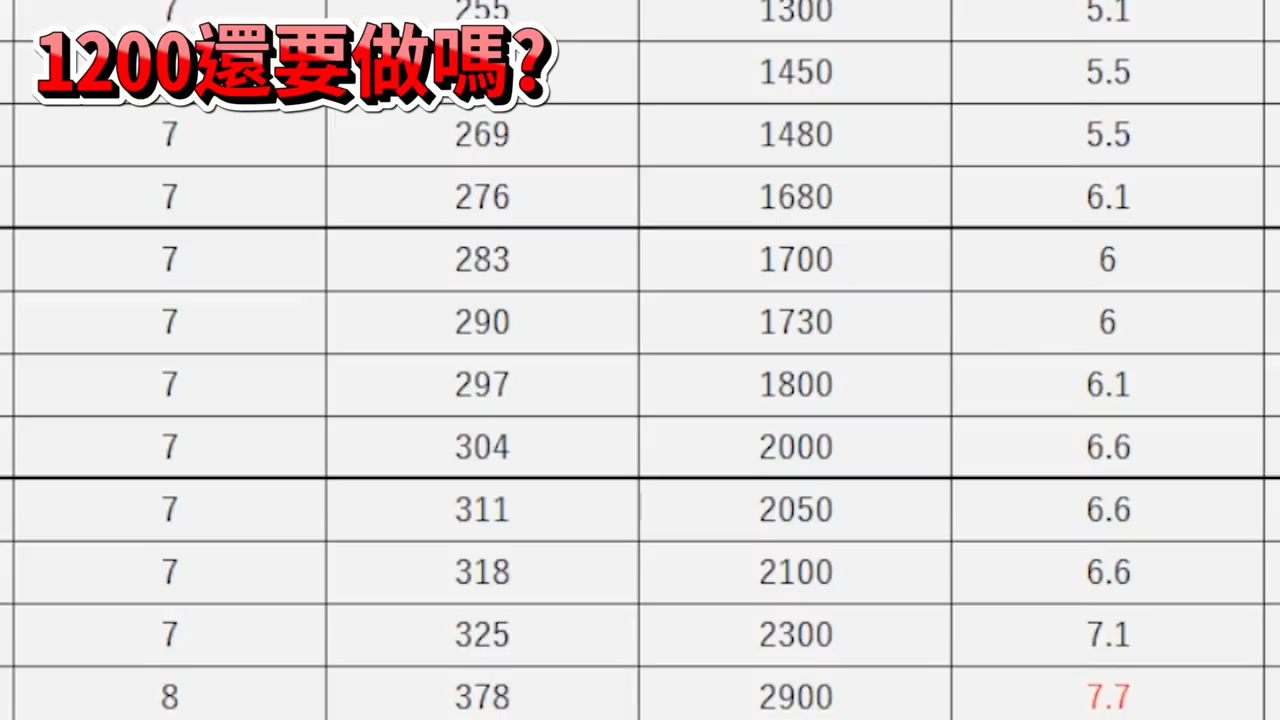 7 255 1300 5.1
1200還要做嗎?
1450 5.5
7 269 1480 5.5
7 276 1680 6.1
7 283 1700 6
7 290 1730 6
7 297 1800 6.1
7 304 2000 6.6
7 311 2050 6.6
7 318 2100 6.6
7 325 2300 7.1
8 378 2900 7.7